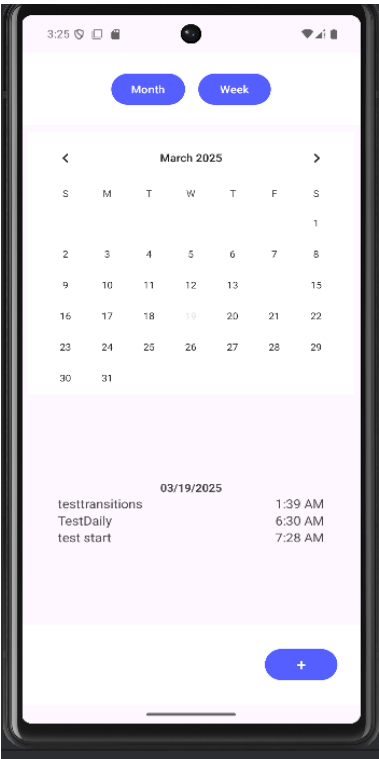 3:25
Month Week
< March 2025 >
S M T W T F S
1
2 3 4 5 6 7 8
9 10 11 12 13 15
16 17 18 19 20 21 22
23 24 25 26 27 28 29
30 31
03/19/2025
testtransitions 1:39 AM
TestDaily 6:30 AM
test start 7:28 AM
+